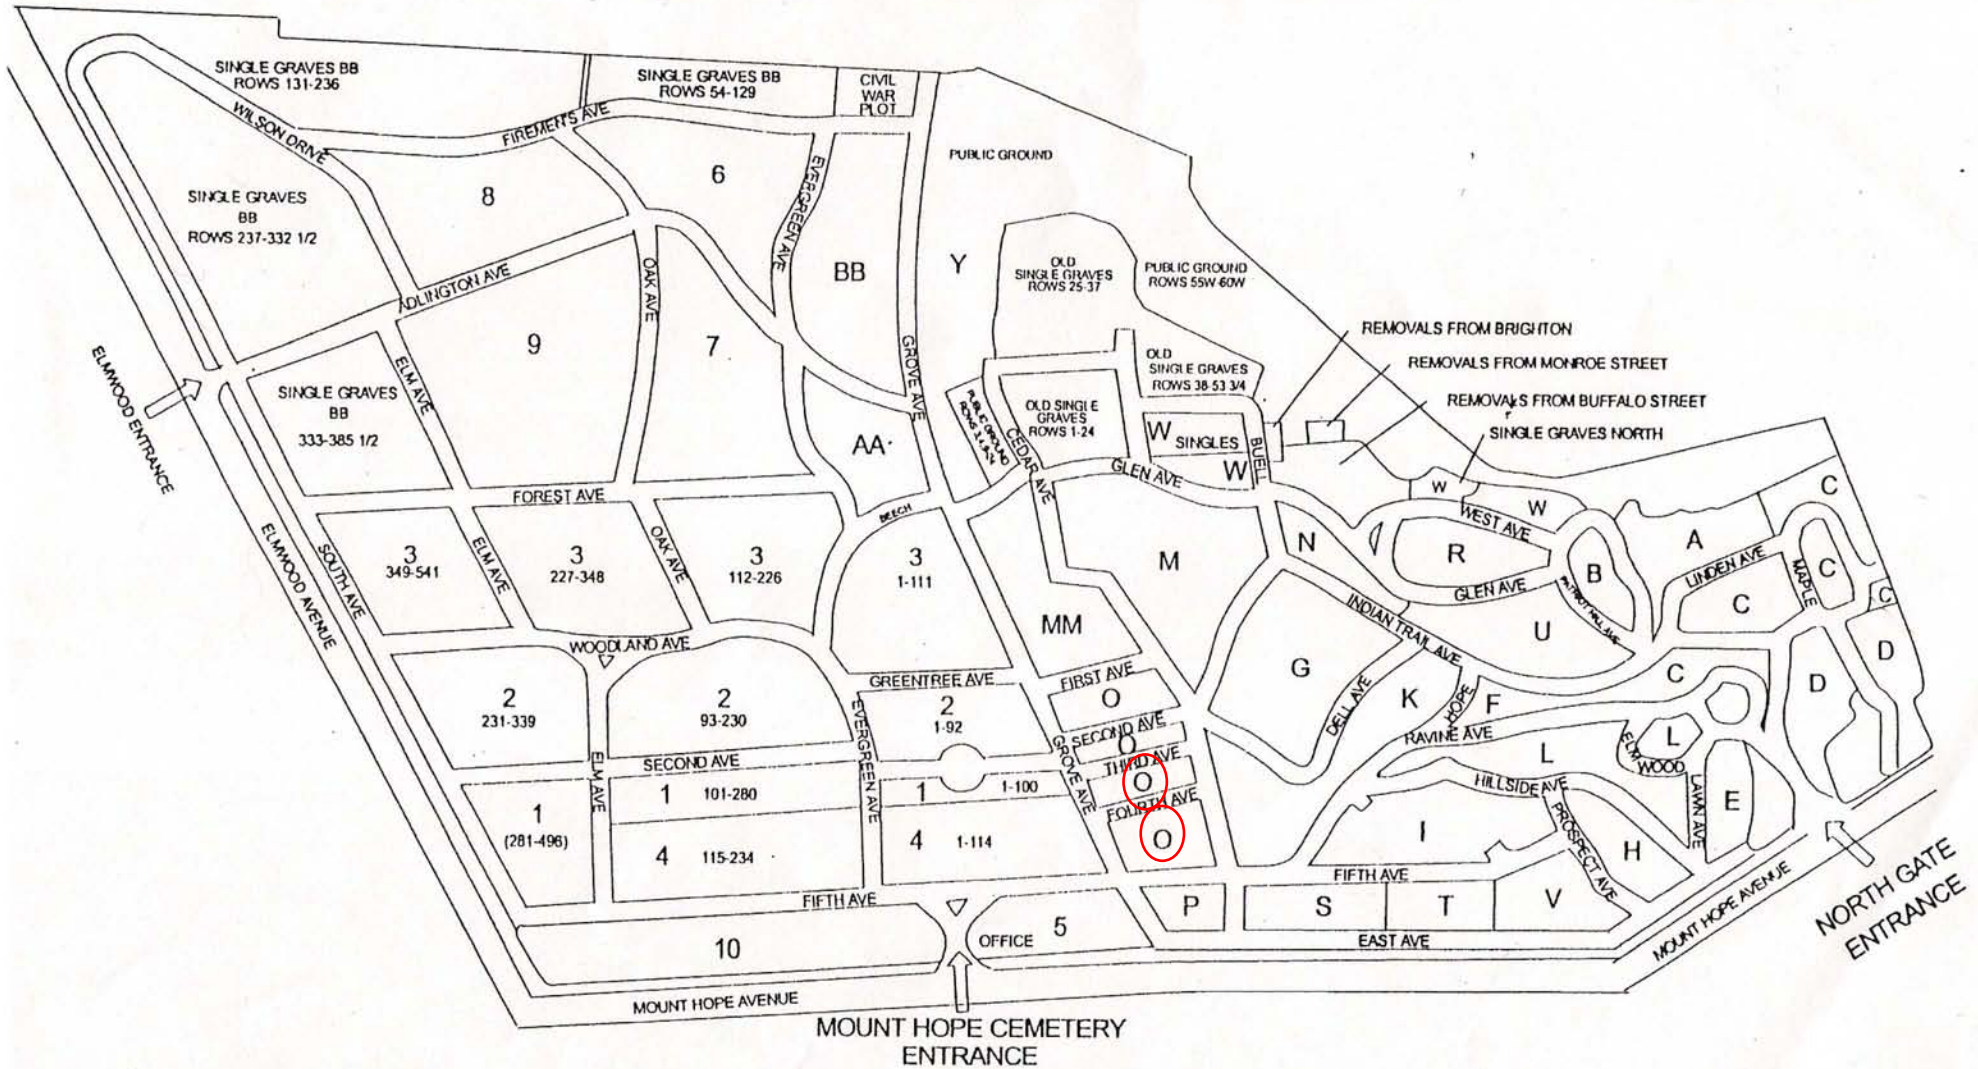 SINGLE GRAVES BB
ROWS 131-236
SINGLE GRAVES BB
ROWS 54-129
CIVIL
WAR
PLOT
WILSON DRIVE
FIREMEN'S AVE
PUBLIC GROUND
SINGLE GRAVES
BB
ROWS 237-332 1/2
8
6
EVERGREEN AVE
BB
Y
OLD
SINGLE GRAVES
ROWS 25-37
PUBLIC GROUND
ROWS 55W-60W
ADLINGTON AVE
OAK AVE
9
7
GROVE AVE
ELMWOOD ENTRANCE
ELM AVE
SINGLE GRAVES
BB
333-385 1/2
OLD
SINGLE GRAVES
ROWS 38-53 3/4
REMOVALS FROM BRIGHTON
REMOVALS FROM MONROE STREET
REMOVALS FROM BUFFALO STREET
SINGLE GRAVES NORTH
PUBLIC GROUND
OLD SINGLE
GRAVES
ROWS 1-24
CEDAR AVE
W
SINGLES
W
BUELL
AA
GLEN AVE
W
W
WEST AVE
C
FOREST AVE
BEECH
ELMWOOD AVENUE
SOUTH AVE
3
349-541
ELM AVE
3
227-348
OAK AVE
3
112-226
3
1-111
M
N
R
B
A
LINDEN AVE
MAPLE
C
C
C
GLEN AVE
PATRIOT HILL AVE
INDIAN TRAIL AVE
U
MM
WOODLAND AVE
GREENTREE AVE
FIRST AVE
G
DELL AVE
K
HOPE
F
C
D
D
2
231-339
2
93-230
EVERGREEN AVE
2
1-92
O
SECOND AVE
O
THIRD AVE
RAVINE AVE
L
ELM
WOOD
L
SECOND AVE
ELM AVE
GROVE AVE
O
FOURTH AVE
HILLSIDE AVE
LAWN AVE
E
1
(281-496)
1
101-280
1
1-100
4
115-234
4
1-114
O
I
PROSPECT AVE
H
FIFTH AVE
FIFTH AVE
P
S
T
V
NORTH GATE
ENTRANCE
10
OFFICE
5
EAST AVE
MOUNT HOPE AVENUE
MOUNT HOPE AVENUE
MOUNT HOPE CEMETERY
ENTRANCE